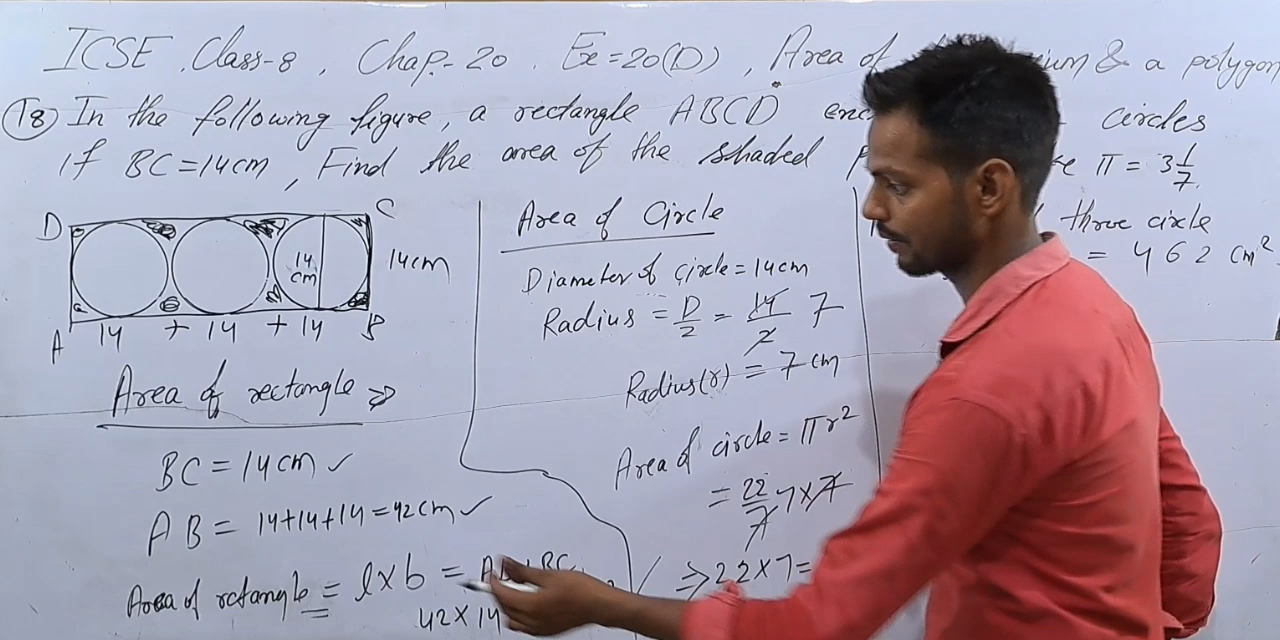 ICSE, Class-8, Chap.-20, Ex=20(D), Area of & a polygon
18) In the following figure, a rectangle ABCD circles
If BC=14cm, Find the area of the shaded π = 3 1/7.
D C
14 cm
14cm
A 14 + 14 + 14 B
Area of rectangle >>
BC = 14cm ✓
AB = 14+14+14=42cm ✓
Area of rctangle = l×b =
42×14
Area of Circle
Diameter of circle = 14cm
Radius = D/2 = 14/2 7
Radius(r) = 7 cm
Area of circle = πr²
= 22/7 7×7
⇒ 22×7=
three circle
= 462 cm²